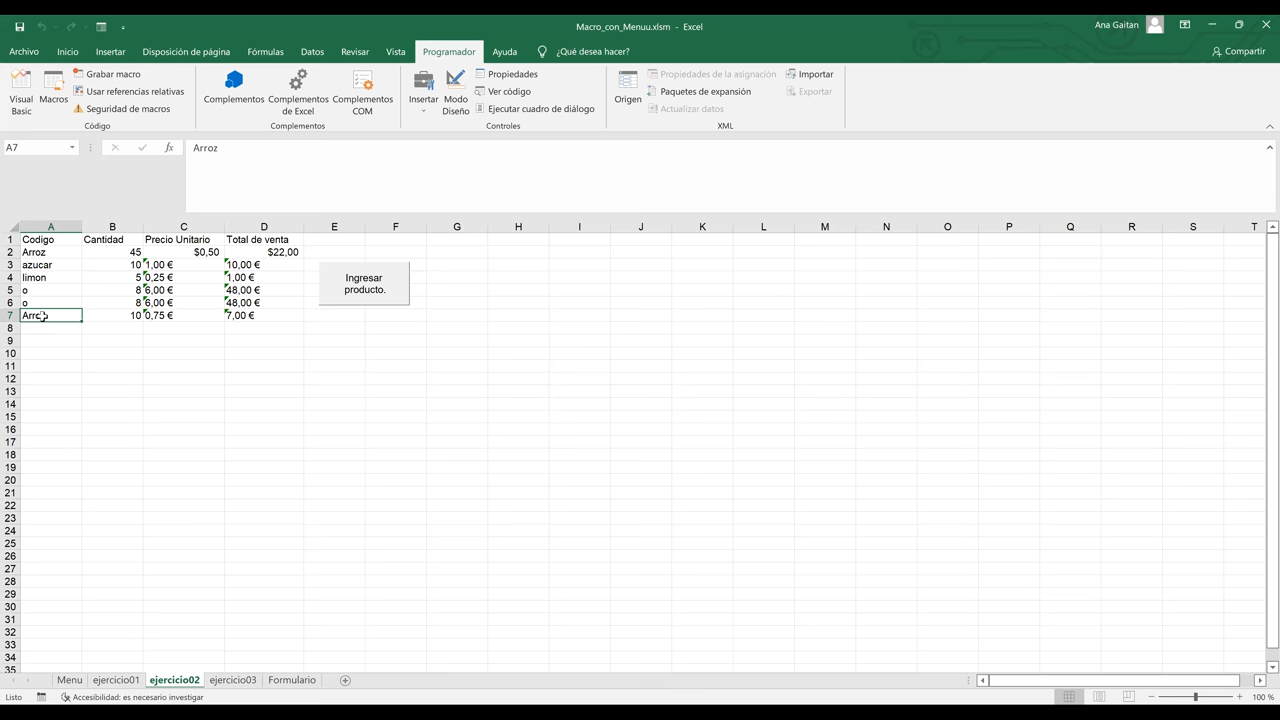 Macro_con_Menuu.xlsm - Excel
Ana Gaitan
Archivo Inicio Insertar Disposición de página Fórmulas Datos Revisar Vista Programador Ayuda ¿Qué desea hacer? Compartir
Visual Basic
Macros
Grabar macro
Usar referencias relativas
Seguridad de macros
Código
Complementos
Complementos de Excel
Complementos COM
Complementos
Insertar
Modo Diseño
Propiedades
Ver código
Ejecutar cuadro de diálogo
Controles
Origen
Propiedades de la asignación
Paquetes de expansión
Actualizar datos
Importar
Exportar
XML
A7 fx Arroz
A B C D E F G H I J K L M N O P Q R S T
1 Codigo Cantidad Precio Unitario Total de venta
2 Arroz 45 $0,50 $22,00
3 azucar 10 1,00 € 10,00 €
4 limon 5 0,25 € 1,00 €
5 o 8 6,00 € 48,00 €
6 o 8 6,00 € 48,00 €
7 Arroz 10 0,75 € 7,00 €
Ingresar
producto.
8
9
10
11
12
13
14
15
16
17
18
19
20
21
22
23
24
25
26
27
28
29
30
31
32
33
34
35
Menu ejercicio01 ejercicio02 ejercicio03 Formulario
Listo Accesibilidad: es necesario investigar 100 %